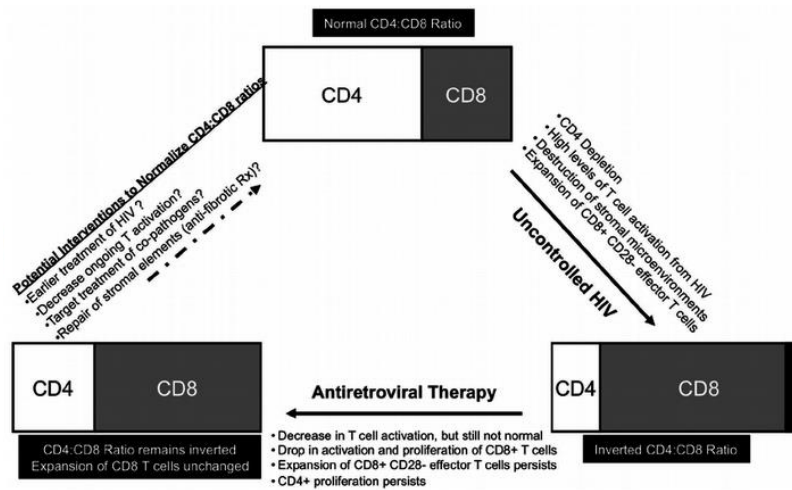 Normal CD4:CD8 Ratio
CD4
CD8
Potential Interventions to Normalize CD4:CD8 ratios
•Earlier treatment of HIV ?
•Decrease ongoing T activation?
•Target treatment of co-pathogens?
•Repair of stromal elements (anti-fibrotic Rx)?
•CD4 Depletion
•High levels of T cell activation from HIV
•Destruction of stromal microenvironments
•Expansion of CD8+ CD28- effector T cells
Uncontrolled HIV
CD4
CD8
CD4:CD8 Ratio remains inverted
Expansion of CD8 T cells unchanged
Antiretroviral Therapy
• Decrease in T cell activation, but still not normal
• Drop in activation and proliferation of CD8+ T cells
• Expansion of CD8+ CD28- effector T cells persists
• CD4+ proliferation persists
CD4
CD8
Inverted CD4:CD8 Ratio